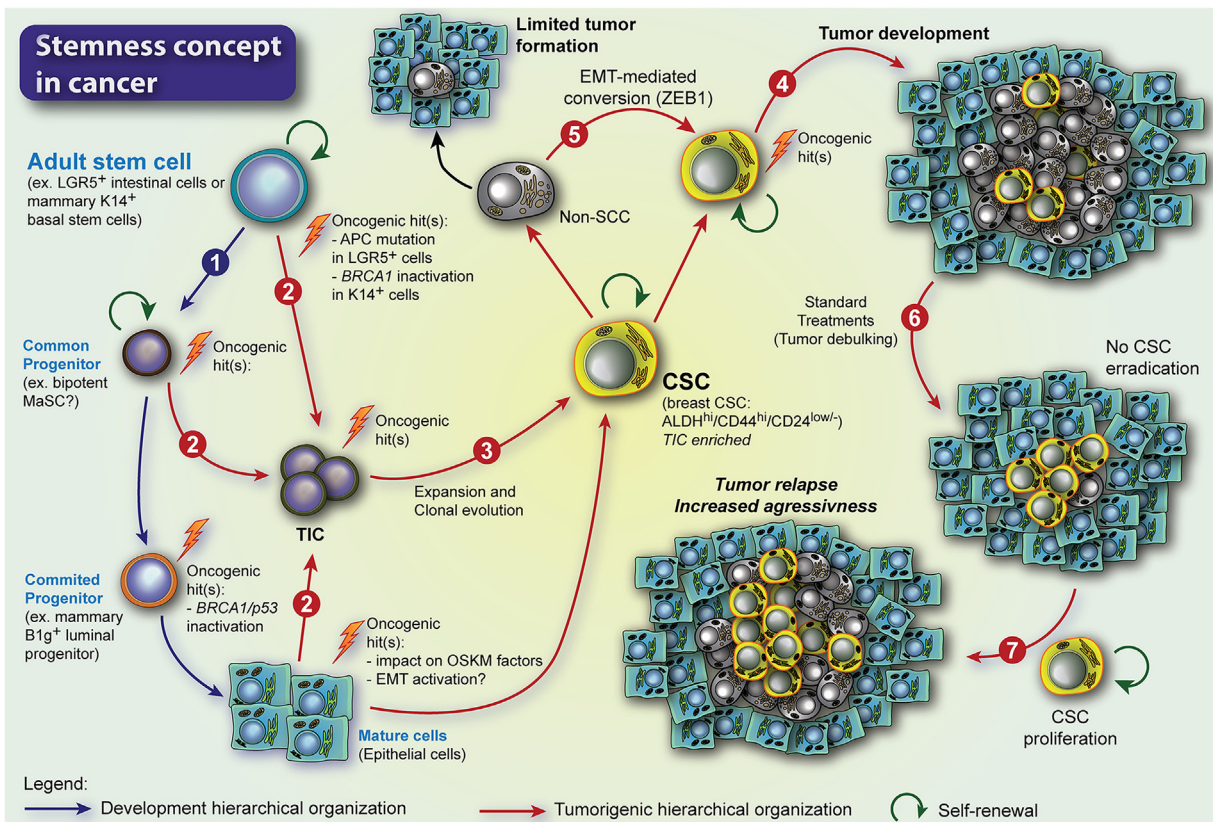 Stemness concept
in cancer
Limited tumor
formation
EMT-mediated
conversion (ZEB1)
5
4
Tumor development
Oncogenic
hit(s)
Non-SCC
Adult stem cell
(ex. LGR5+ intestinal cells or
mammary K14+
basal stem cells)
Oncogenic hit(s):
- APC mutation
in LGR5+ cells
- BRCA1 inactivation
in K14+ cells
1
2
Common
Progenitor
(ex. bipotent
MaSC?)
Oncogenic
hit(s):
2
Oncogenic
hit(s)
TIC
3
Expansion and
Clonal evolution
CSC
(breast CSC:
ALDHhi/CD44hi/CD24low/-)
TIC enriched
Standard
Treatments
(Tumor debulking)
6
No CSC
erradication
Commited
Progenitor
(ex. mammary
B1g+ luminal
progenitor)
Oncogenic
hit(s):
- BRCA1/p53
inactivation
2
Oncogenic
hit(s):
- impact on OSKM factors
- EMT activation?
Mature cells
(Epithelial cells)
Tumor relapse
Increased agressivness
7
CSC
proliferation
Legend:
Development hierarchical organization
Tumorigenic hierarchical organization
Self-renewal